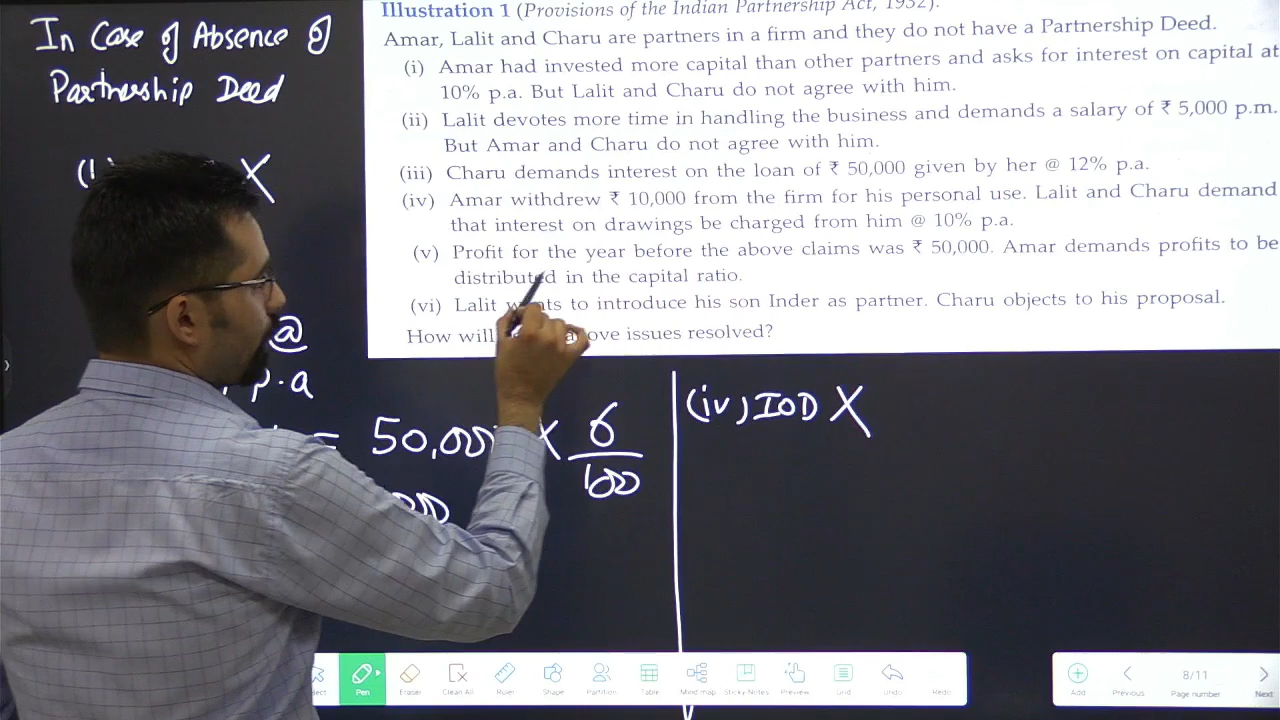 In Case of Absence of
Partnership Deed
(i) X
@
p.a
= 50,000 X 6
100
Illustration 1 (Provisions of the Indian Partnership Act, 1932).
Amar, Lalit and Charu are partners in a firm and they do not have a Partnership Deed.
(i) Amar had invested more capital than other partners and asks for interest on capital at
10% p.a. But Lalit and Charu do not agree with him.
(ii) Lalit devotes more time in handling the business and demands a salary of ₹ 5,000 p.m.
But Amar and Charu do not agree with him.
(iii) Charu demands interest on the loan of ₹ 50,000 given by her @ 12% p.a.
(iv) Amar withdrew ₹ 10,000 from the firm for his personal use. Lalit and Charu demand
that interest on drawings be charged from him @ 10% p.a.
(v) Profit for the year before the above claims was ₹ 50,000. Amar demands profits to be
distributed in the capital ratio.
(vi) Lalit wants to introduce his son Inder as partner. Charu objects to his proposal.
How will above issues resolved?
(iv) IOD X
Pen Eraser Clean All Ruler Shape Partition Table Mind map Sticky Notes Preview Grid Undo Redo
Add Previous 8/11 Page number Next